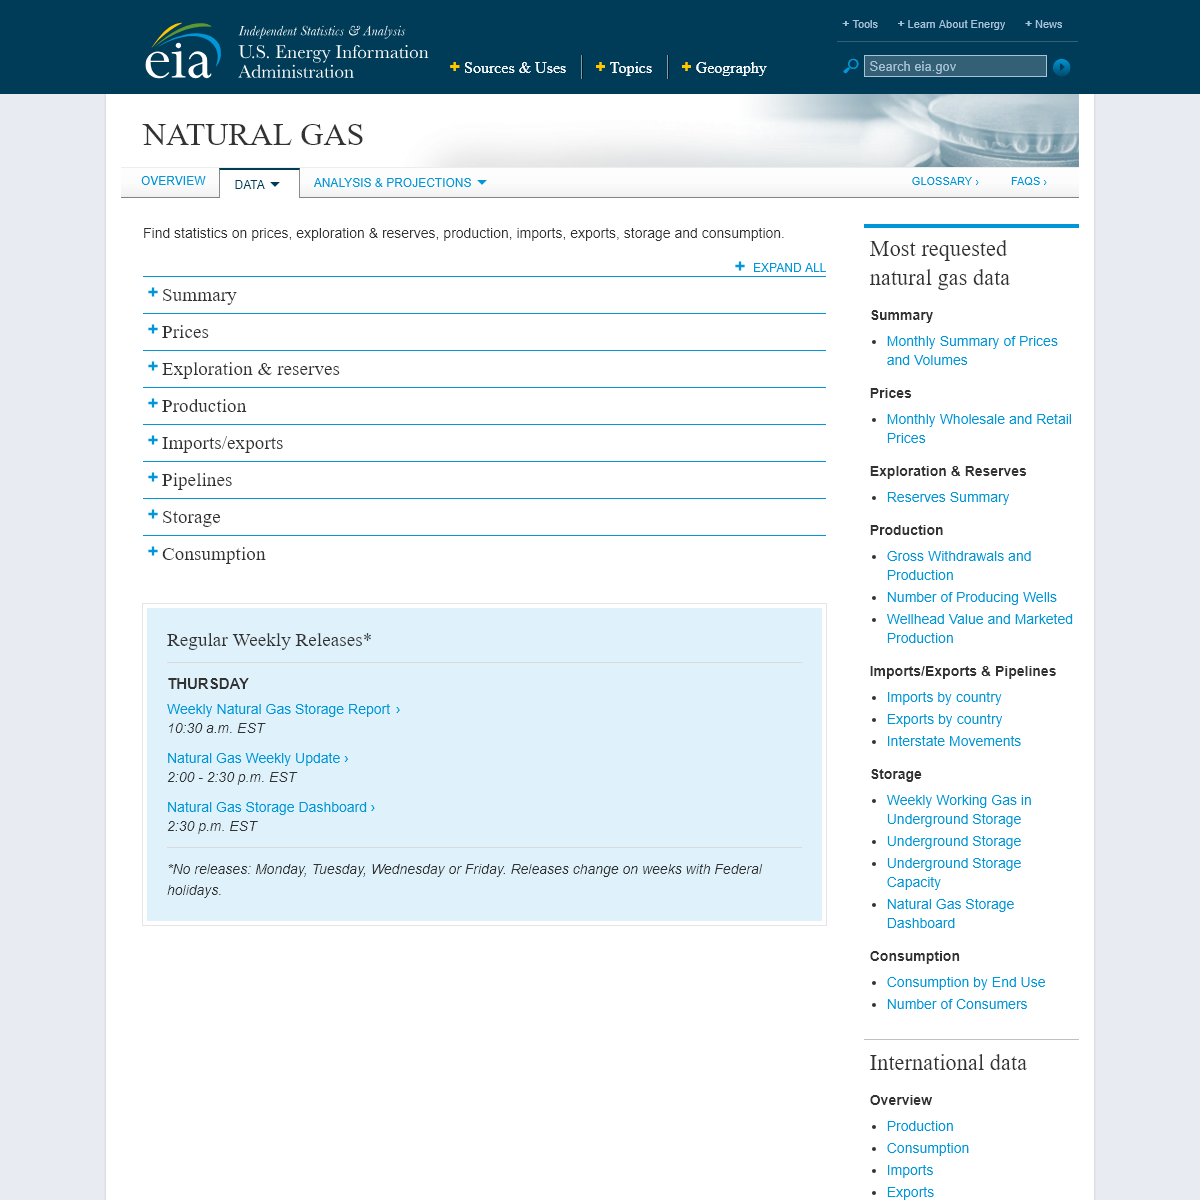 + Tools + Learn About Energy + News
eia
Independent Statistics & Analysis
U.S. Energy Information
Administration
+ Sources & Uses + Topics + Geography
Search eia.gov
NATURAL GAS
OVERVIEW DATA ANALYSIS & PROJECTIONS GLOSSARY › FAQS ›
Find statistics on prices, exploration & reserves, production, imports, exports, storage and consumption.
+ EXPAND ALL
+ Summary
+ Prices
+ Exploration & reserves
+ Production
+ Imports/exports
+ Pipelines
+ Storage
+ Consumption
Regular Weekly Releases*
THURSDAY
Weekly Natural Gas Storage Report ›
10:30 a.m. EST
Natural Gas Weekly Update ›
2:00 - 2:30 p.m. EST
Natural Gas Storage Dashboard ›
2:30 p.m. EST
*No releases: Monday, Tuesday, Wednesday or Friday. Releases change on weeks with Federal
holidays.
Most requested
natural gas data
Summary
• Monthly Summary of Prices
and Volumes
Prices
• Monthly Wholesale and Retail
Prices
Exploration & Reserves
• Reserves Summary
Production
• Gross Withdrawals and
Production
• Number of Producing Wells
• Wellhead Value and Marketed
Production
Imports/Exports & Pipelines
• Imports by country
• Exports by country
• Interstate Movements
Storage
• Weekly Working Gas in
Underground Storage
• Underground Storage
• Underground Storage
Capacity
• Natural Gas Storage
Dashboard
Consumption
• Consumption by End Use
• Number of Consumers
International data
Overview
• Production
• Consumption
• Imports
• Exports